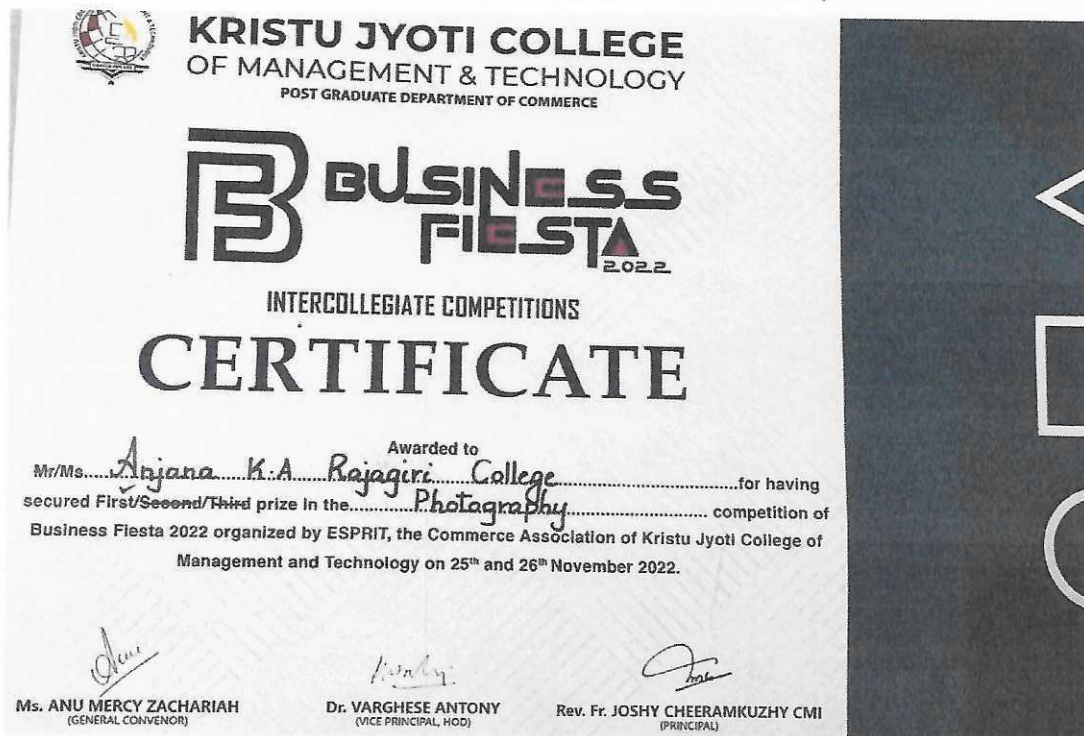 KRISTU JYOTI COLLEGE
OF MANAGEMENT & TECHNOLOGY
POST GRADUATE DEPARTMENT OF COMMERCE
B BUSINESS
FIESTA
2022
INTERCOLLEGIATE COMPETITIONS
CERTIFICATE
Awarded to
Mr/Ms.....Anjana K.A Rajagiri College..............................for having
secured First/Second/Third prize in the............Photography......................... competition of
Business Fiesta 2022 organized by ESPRIT, the Commerce Association of Kristu Jyoti College of
Management and Technology on 25th and 26th November 2022.
Ms. ANU MERCY ZACHARIAH
(GENERAL CONVENOR)
Dr. VARGHESE ANTONY
(VICE PRINCIPAL, HOD)
Rev. Fr. JOSHY CHEERAMKUZHY CMI
(PRINCIPAL)